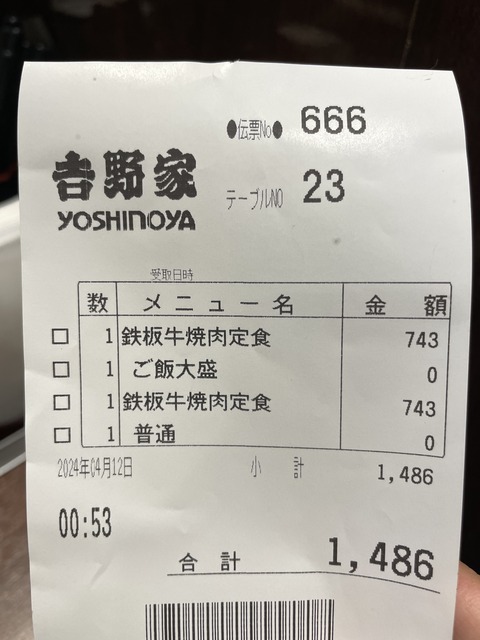 ●伝票No● 666
吉野家
YOSHINOYA
テーブルNO 23
受取日時
数 メニュー名 金額
□ 1 鉄板牛焼肉定食 743
□ 1 ご飯大盛 0
□ 1 鉄板牛焼肉定食 743
□ 1 普通 0
2024年04月12日 小計 1,486
00:53
合計 1,486